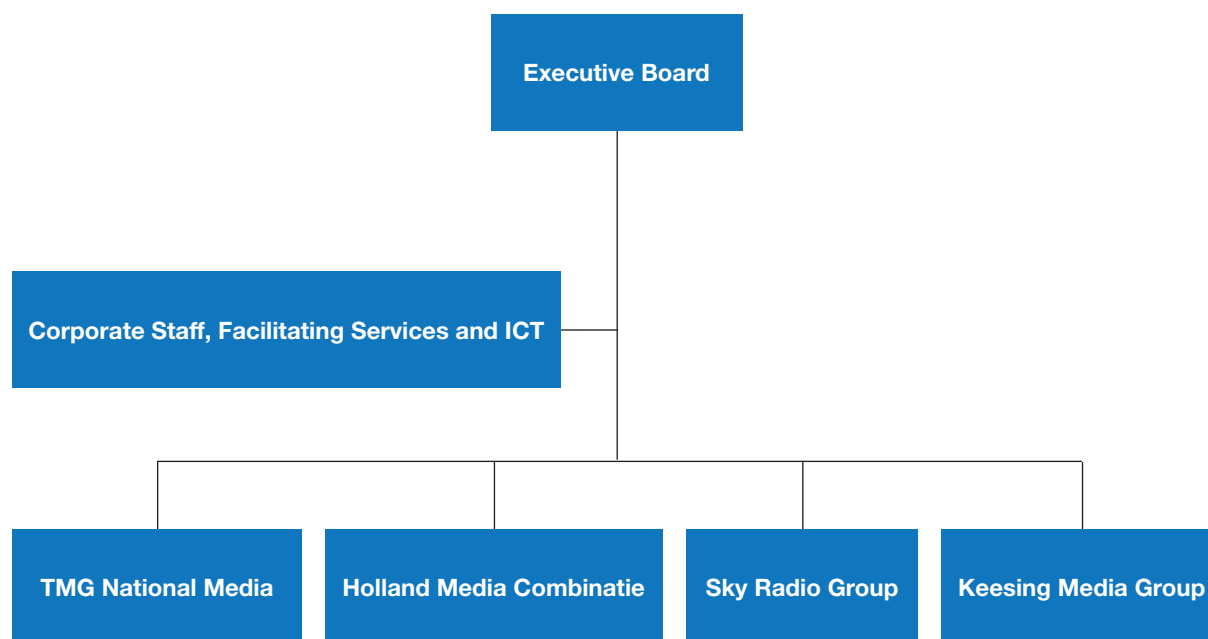 Executive Board
Corporate Staff, Facilitating Services and ICT
TMG National Media
Holland Media Combinatie
Sky Radio Group
Keesing Media Group